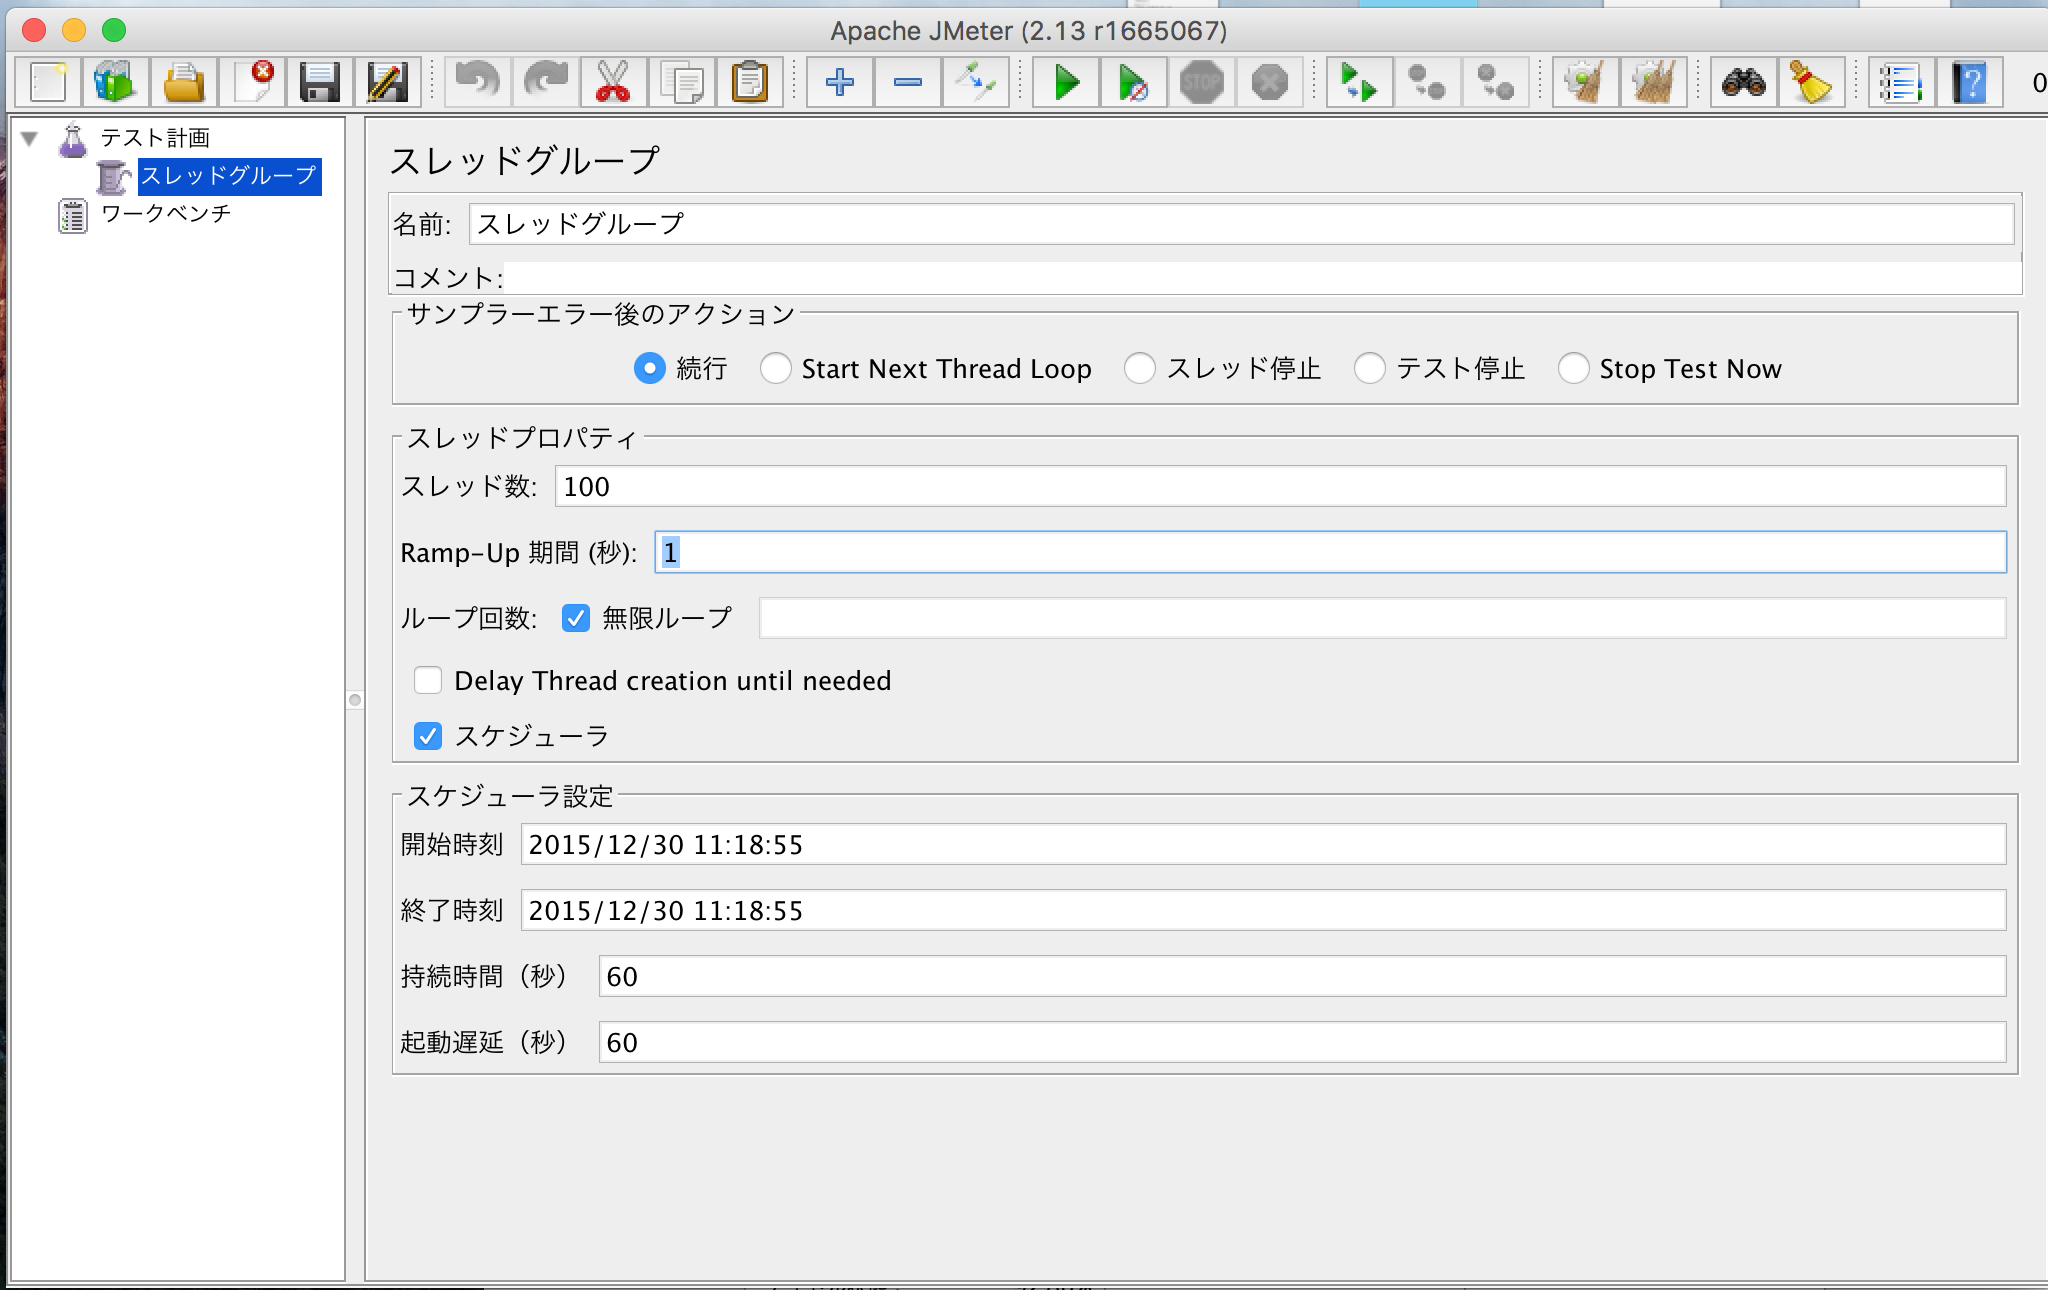 Apache JMeter (2.13 r1665067)
STOP
?
0
テスト計画
スレッドグループ
ワークベンチ
スレッドグループ
名前: スレッドグループ
コメント:
サンプラーエラー後のアクション
続行 Start Next Thread Loop スレッド停止 テスト停止 Stop Test Now
スレッドプロパティ
スレッド数: 100
Ramp-Up 期間 (秒): 1
ループ回数: 無限ループ
Delay Thread creation until needed
スケジューラ
スケジューラ設定
開始時刻 2015/12/30 11:18:55
終了時刻 2015/12/30 11:18:55
持続時間（秒） 60
起動遅延（秒） 60